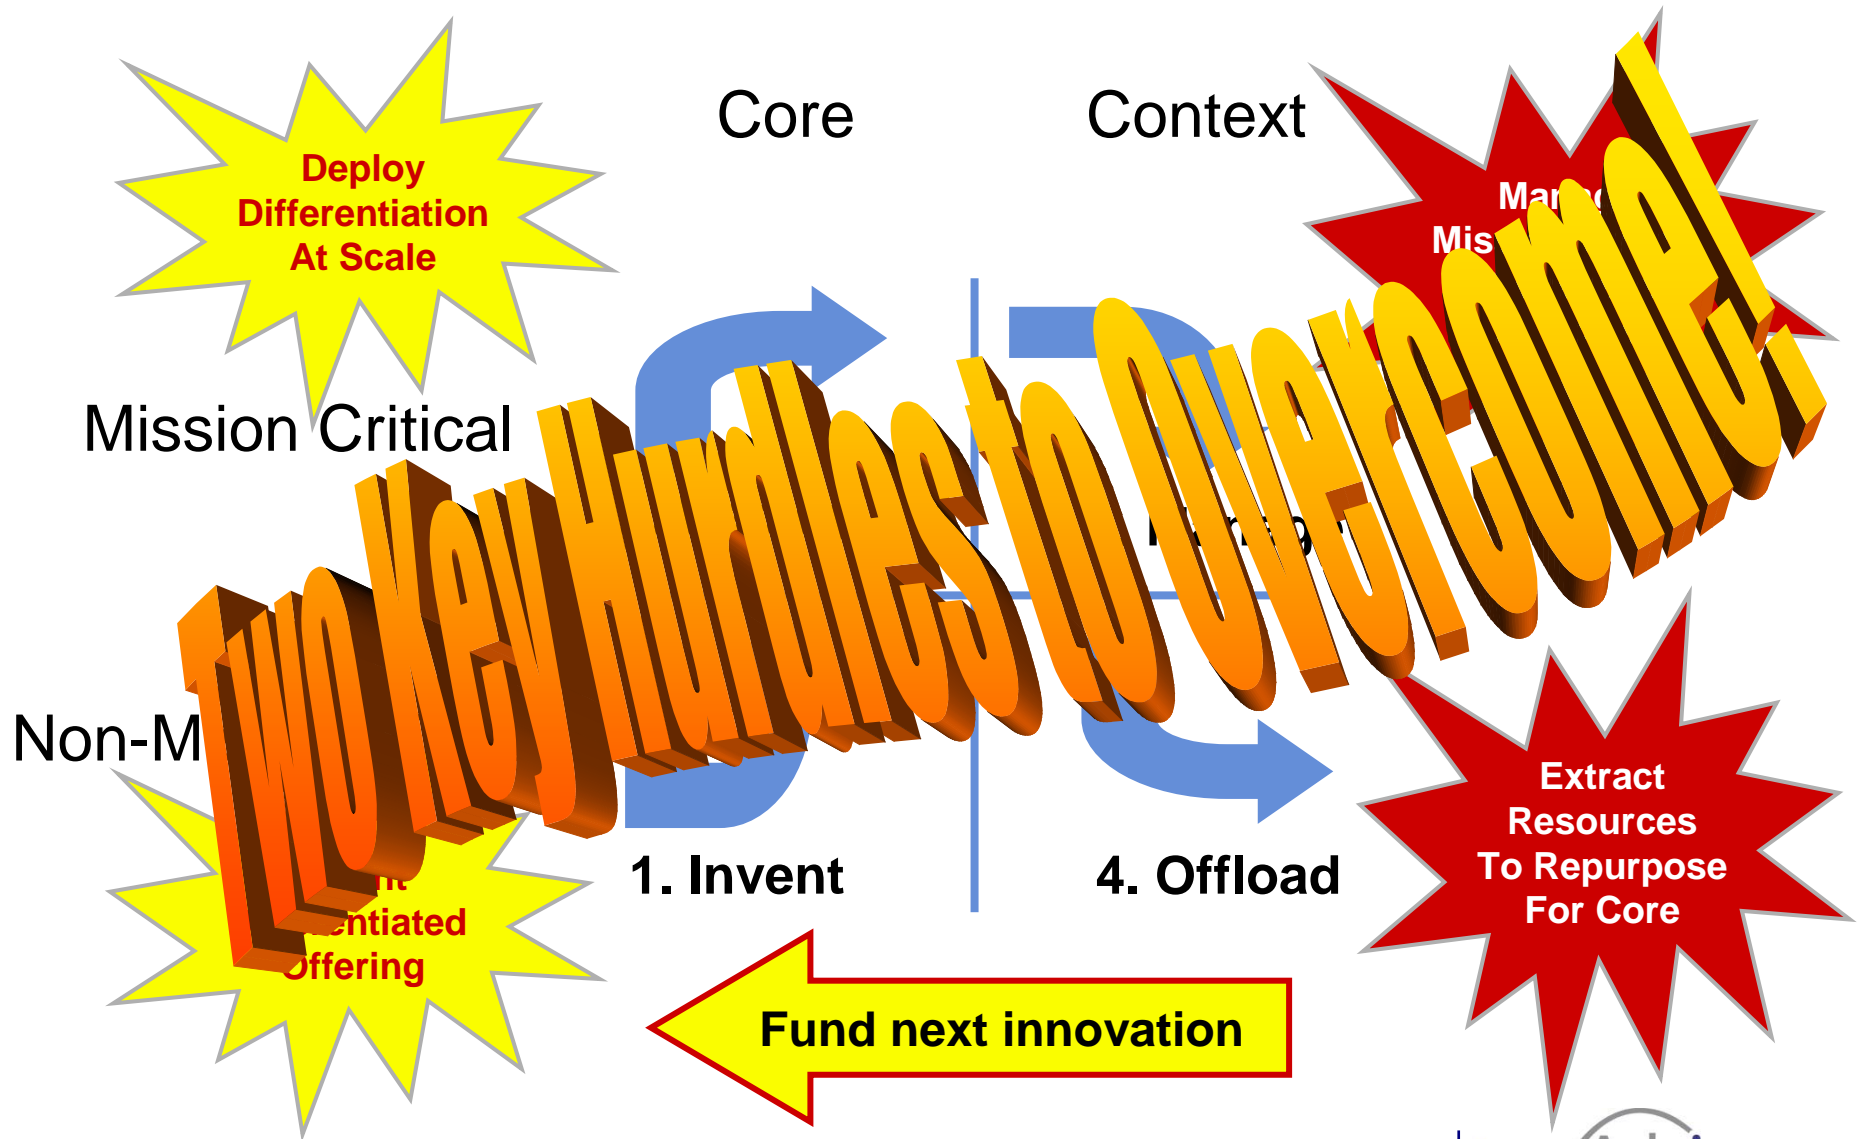 Core
Context
Deploy
Differentiation
At Scale
Mission Critical
Two Key Hurdles to Overcome!
1. Invent
4. Offload
Offering
Extract
Resources
To Repurpose
For Core
Fund next innovation